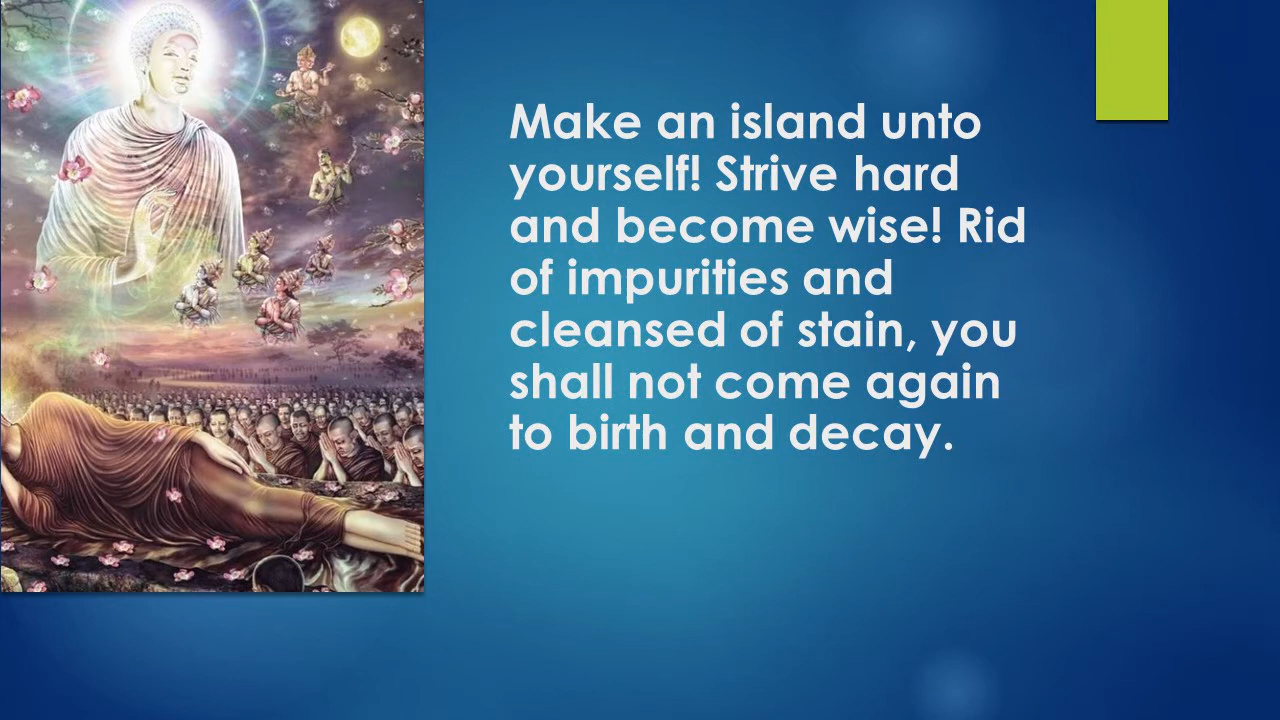 Make an island unto
yourself! Strive hard
and become wise! Rid
of impurities and
cleansed of stain, you
shall not come again
to birth and decay.